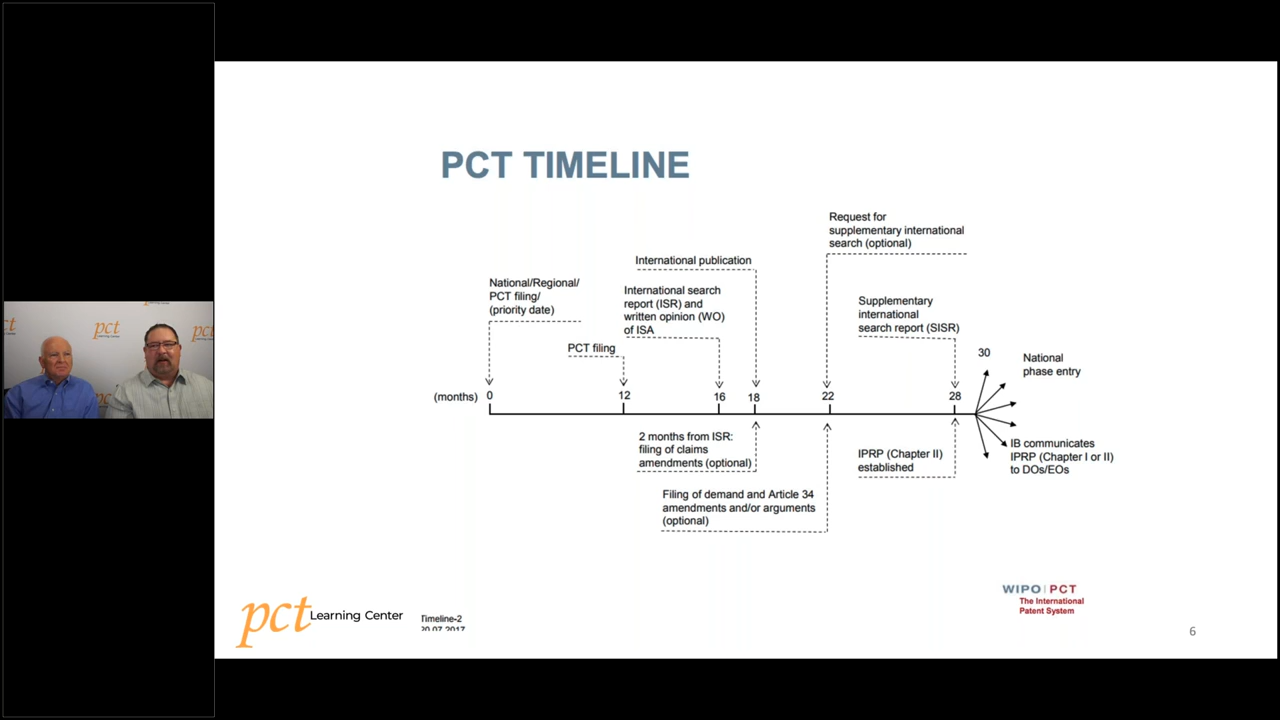 PCT TIMELINE
Request for
supplementary international
search (optional)
International publication
National/Regional/
PCT filing/
(priority date)
International search
report (ISR) and
written opinion (WO)
of ISA
Supplementary
international
search report (SISR)
PCT filing
30
National
phase entry
(months) 0 12 16 18 22 28
2 months from ISR:
filing of claims
amendments (optional)
IPRP (Chapter II)
established
IB communicates
IPRP (Chapter I or II)
to DOs/EOs
Filing of demand and Article 34
amendments and/or arguments
(optional)
WIPO | PCT
The International
Patent System
pct Learning Center
Timeline-2
20.07.2017
6
pct
Learning Center
pct